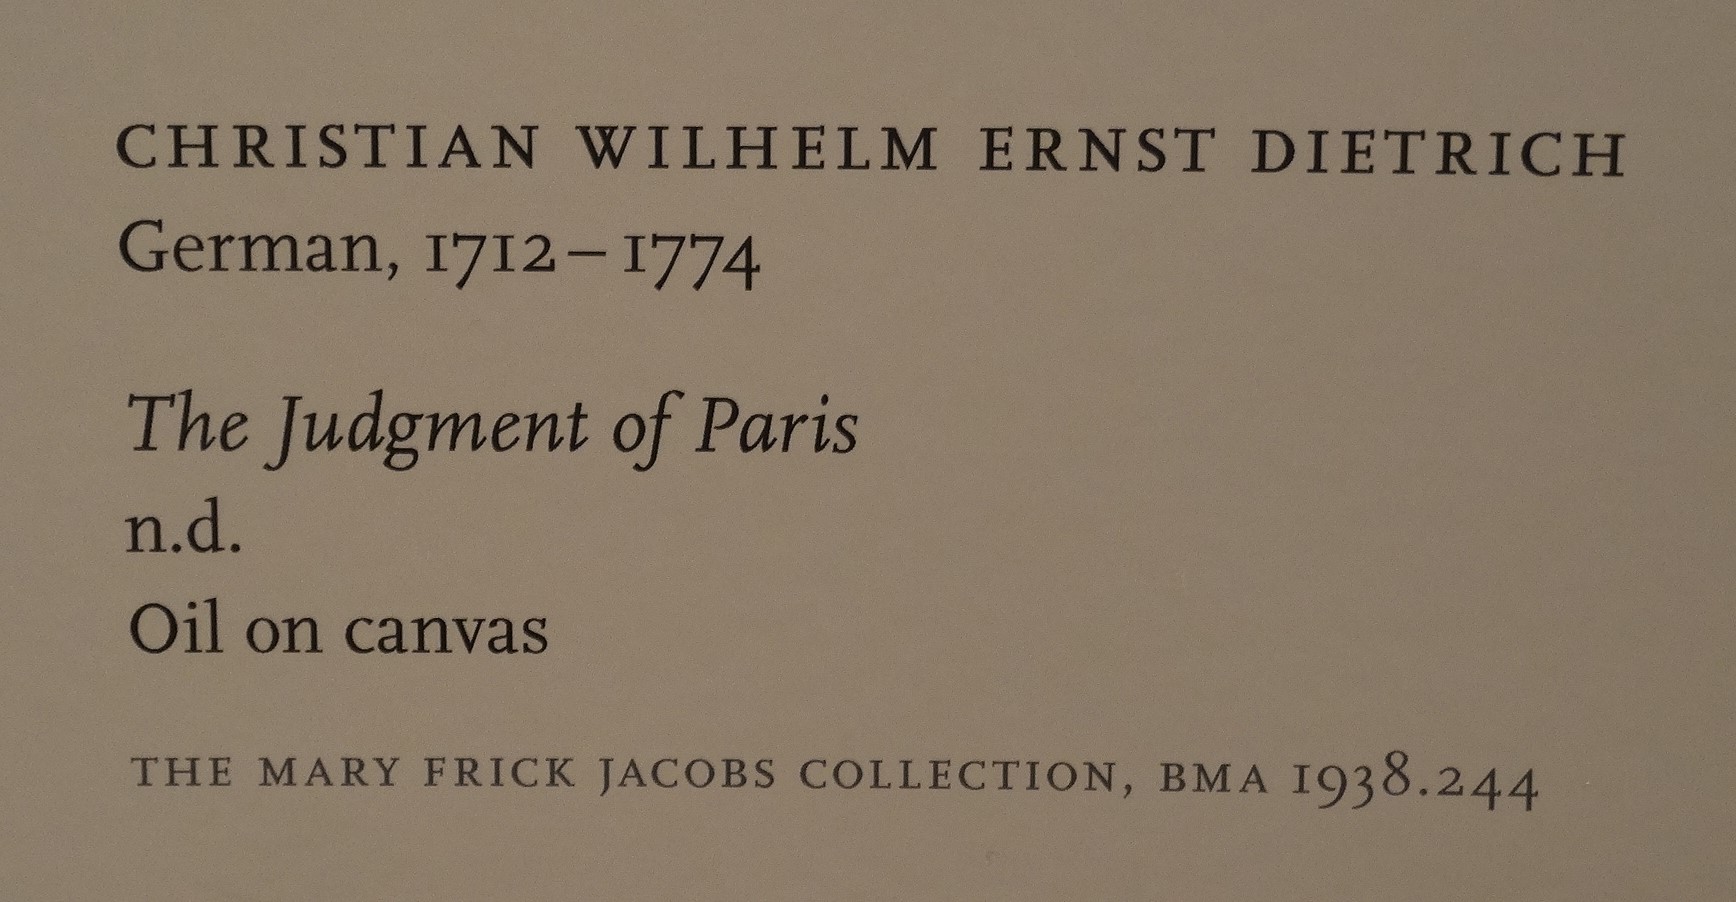 CHRISTIAN WILHELM ERNST DIETRICH
German, 1712–1774
The Judgment of Paris
n.d.
Oil on canvas
THE MARY FRICK JACOBS COLLECTION, BMA 1938.244